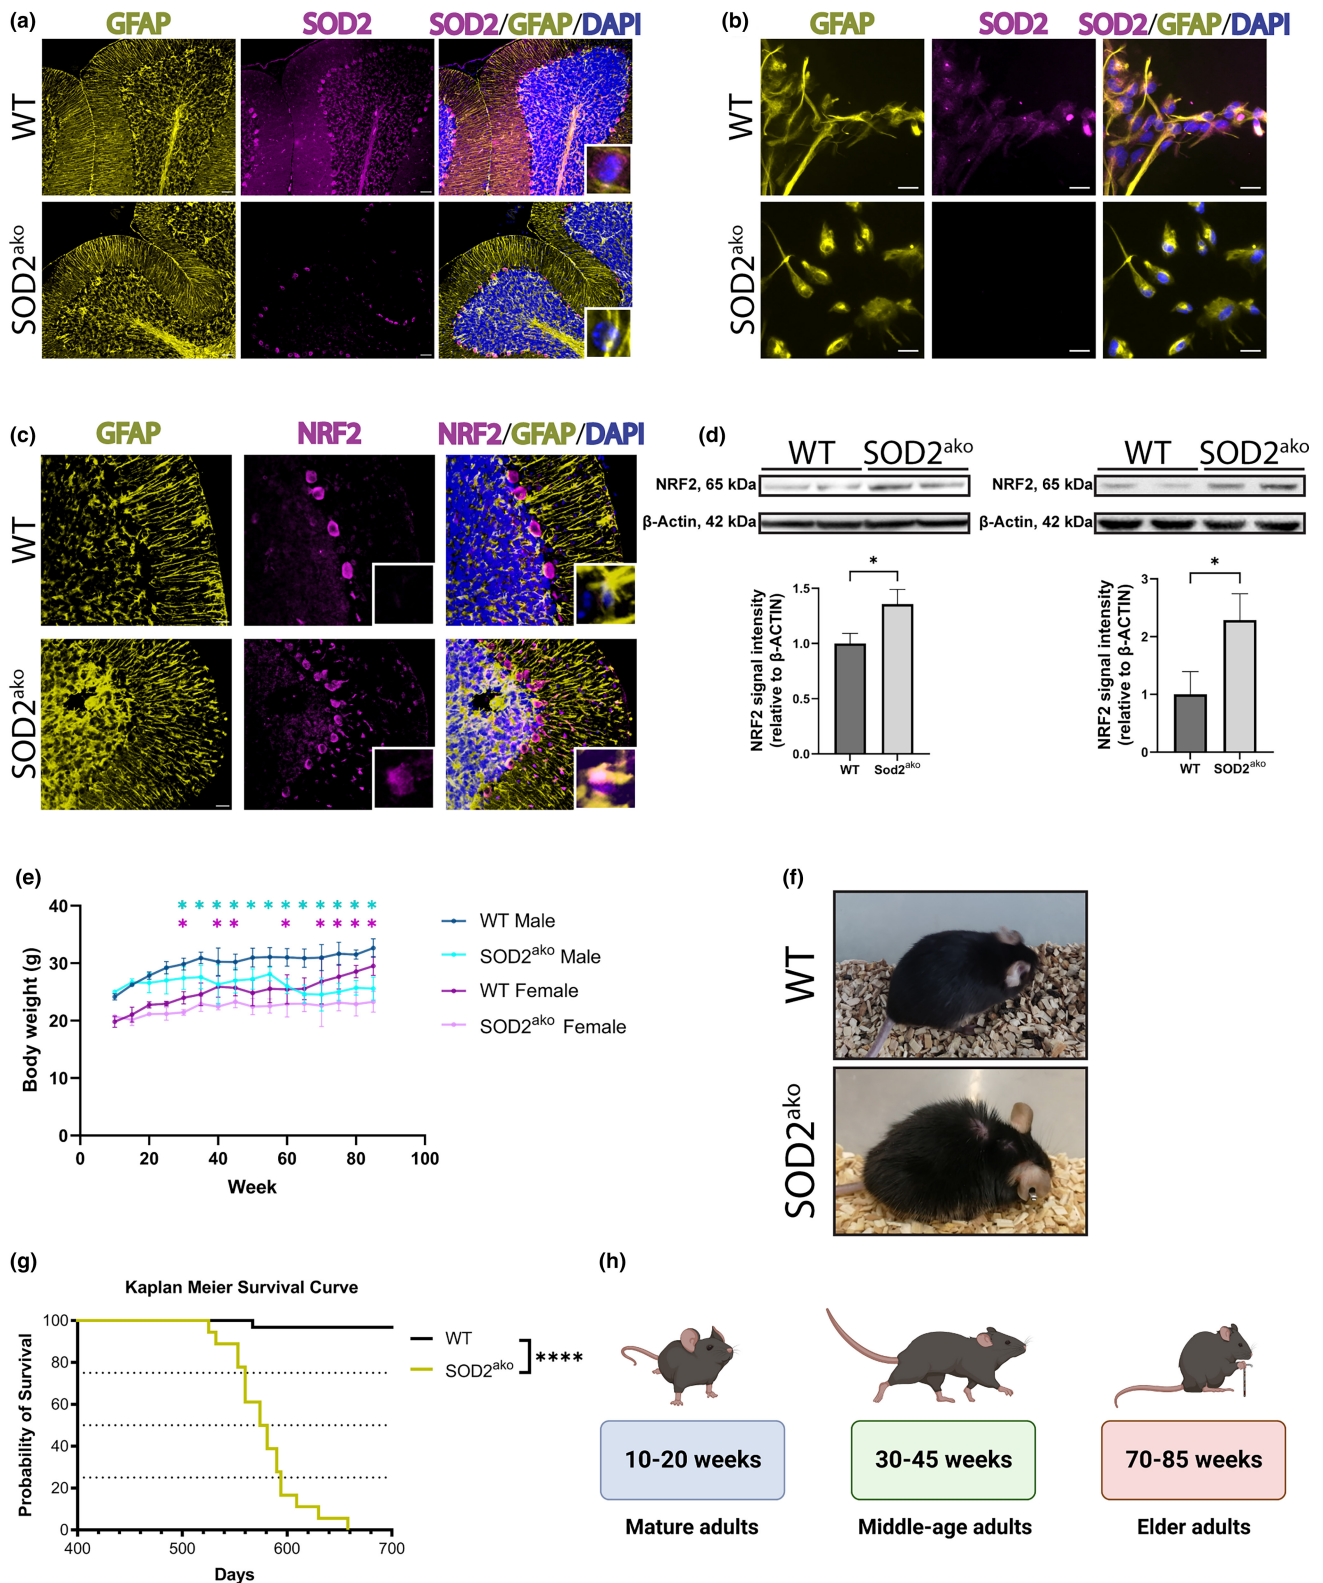 (a) GFAP SOD2 SOD2/GFAP/DAPI
WT
SOD2ako
(b) GFAP SOD2 SOD2/GFAP/DAPI
WT
SOD2ako
(c) GFAP NRF2 NRF2/GFAP/DAPI
WT
SOD2ako
(d) WT SOD2ako
NRF2, 65 kDa
β-Actin, 42 kDa
*
NRF2 signal intensity
(relative to β-ACTIN)
1.5
1.0
0.5
0.0
WT Sod2ako
WT SOD2ako
NRF2, 65 kDa
β-Actin, 42 kDa
*
NRF2 signal intensity
(relative to β-ACTIN)
3
2
1
0
WT SOD2ako
(e)
* * * * * * * * * * * *
* * * * * * * *
Body weight (g)
40
30
20
10
0
0 20 40 60 80 100
Week
WT Male
SOD2ako Male
WT Female
SOD2ako Female
(f)
WT
SOD2ako
(g)
Kaplan Meier Survival Curve
Probability of Survival
100
80
60
40
20
0
400 500 600 700
Days
WT
SOD2ako
****
(h)
10-20 weeks
Mature adults
30-45 weeks
Middle-age adults
70-85 weeks
Elder adults